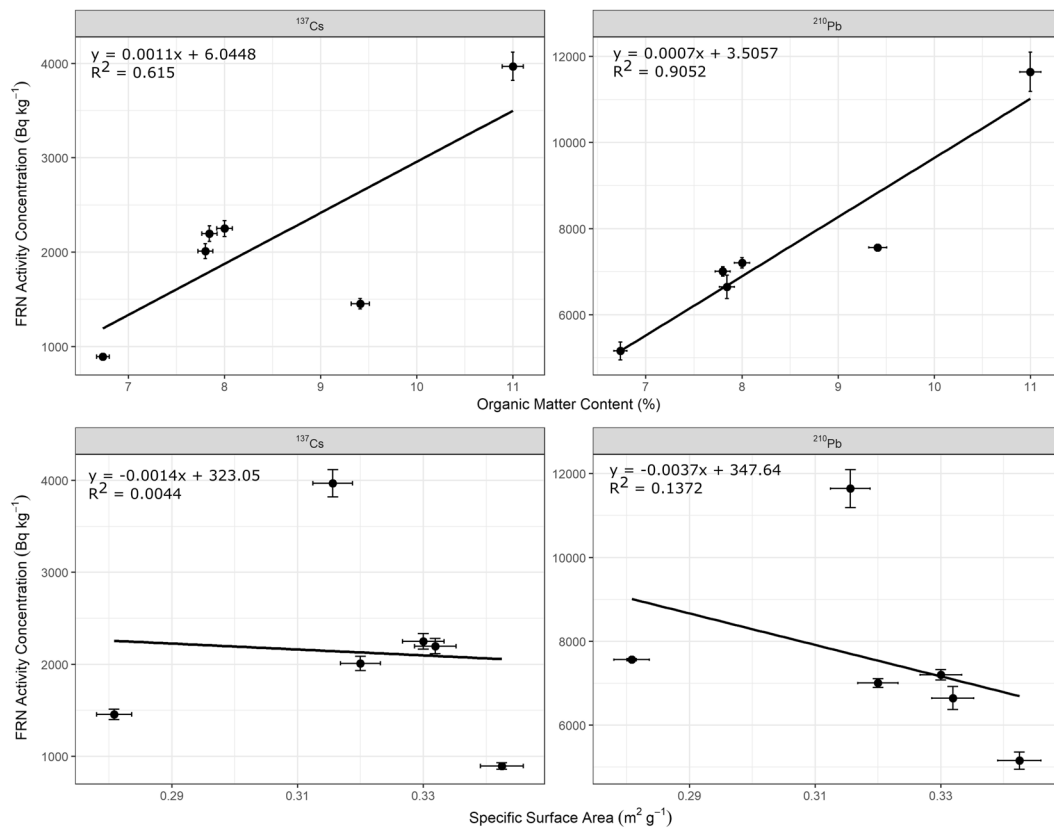 ¹³⁷Cs
²¹⁰Pb
y = 0.0011x + 6.0448
R² = 0.615
y = 0.0007x + 3.5057
R² = 0.9052
FRN Activity Concentration (Bq kg⁻¹)
4000
3000
2000
1000
12000
10000
8000
6000
7 8 9 10 11
7 8 9 10 11
Organic Matter Content (%)
¹³⁷Cs
²¹⁰Pb
y = -0.0014x + 323.05
R² = 0.0044
y = -0.0037x + 347.64
R² = 0.1372
FRN Activity Concentration (Bq kg⁻¹)
4000
3000
2000
1000
12000
10000
8000
6000
0.29 0.31 0.33
0.29 0.31 0.33
Specific Surface Area (m² g⁻¹)